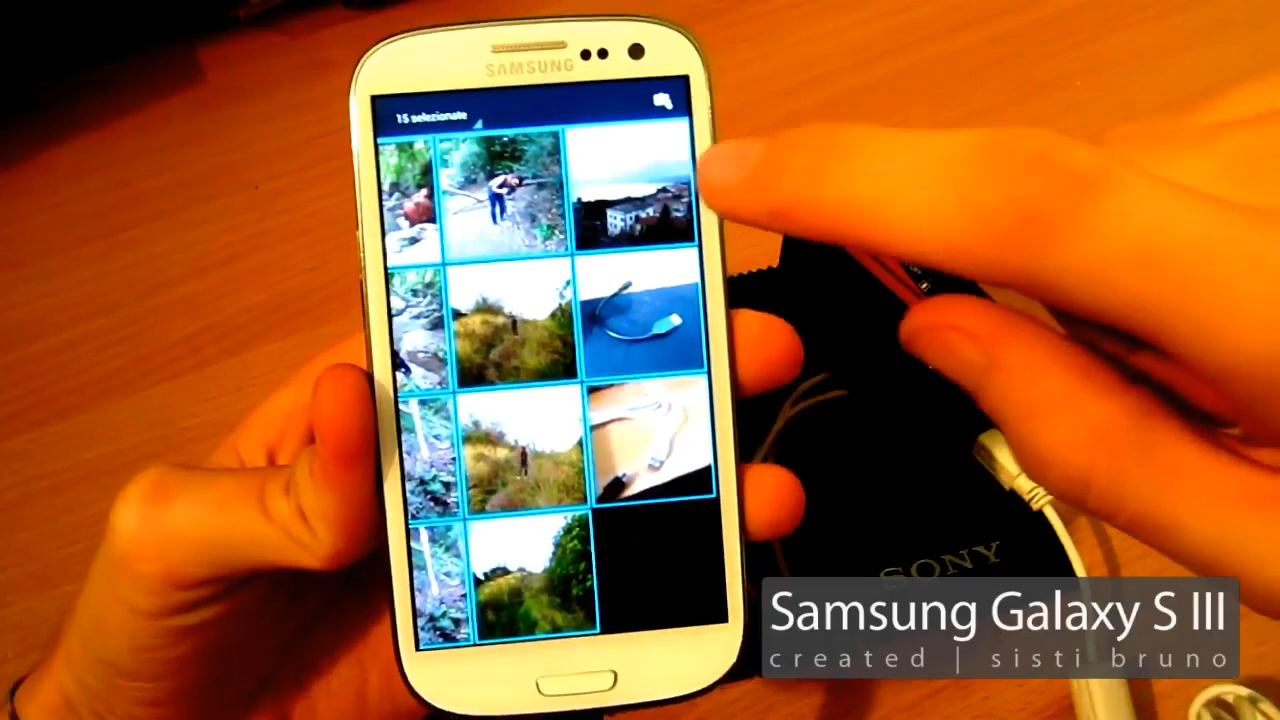 SAMSUNG
15 selezionate
SONY
Samsung Galaxy S III
created | sisti bruno